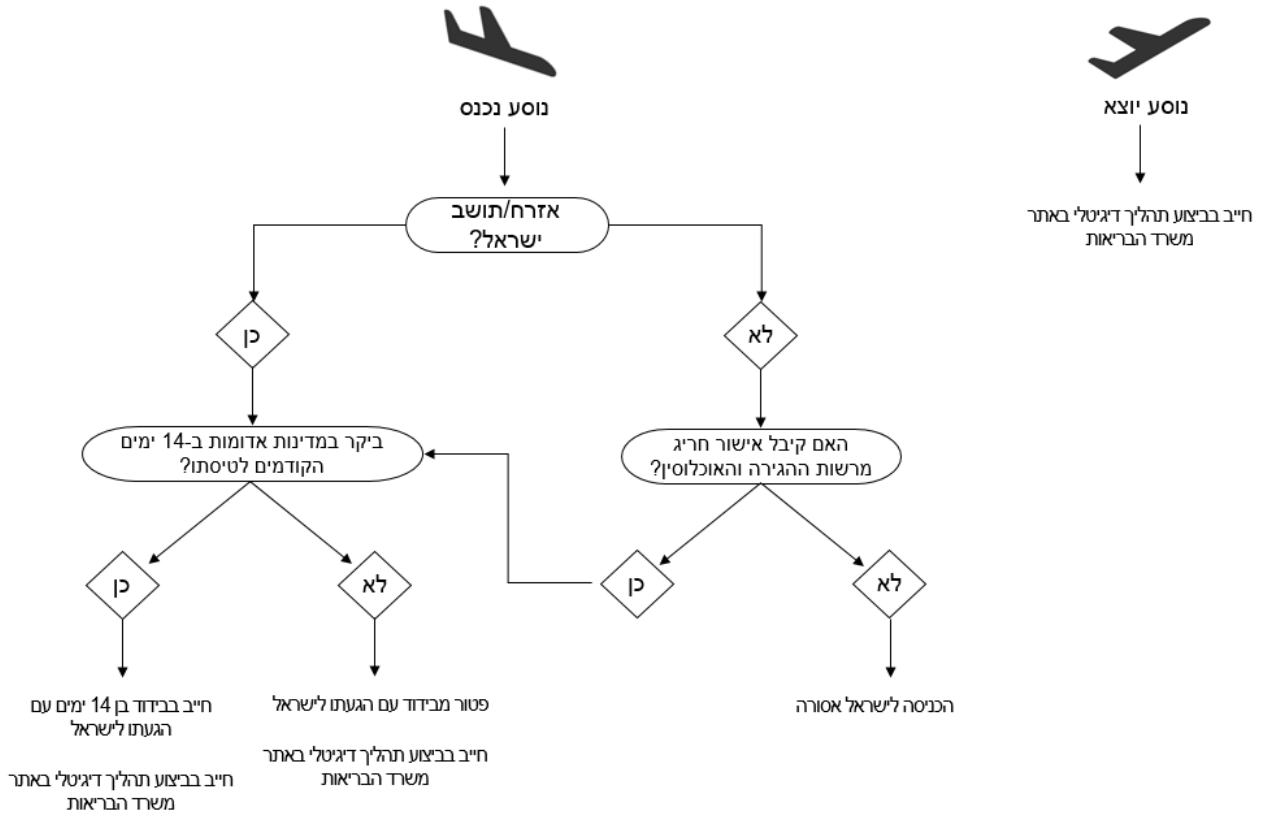 נוסע יוצא
חייב בביצוע תהליך דיגיטלי באתר
משרד הבריאות
נוסע נכנס
אזרח/תושב
ישראל?
לא
כן
האם קיבל אישור חריג
מרשות ההגירה והאוכלוסין?
ביקר במדינות אדומות ב-14 ימים
הקודמים לטיסתו?
לא
כן
לא
כן
הכניסה לישראל אסורה
פטור מבידוד עם הגעתו לישראל
חייב בביצוע תהליך דיגיטלי באתר
משרד הבריאות
חייב בבידוד בן 14 ימים עם
הגעתו לישראל
חייב בביצוע תהליך דיגיטלי באתר
משרד הבריאות